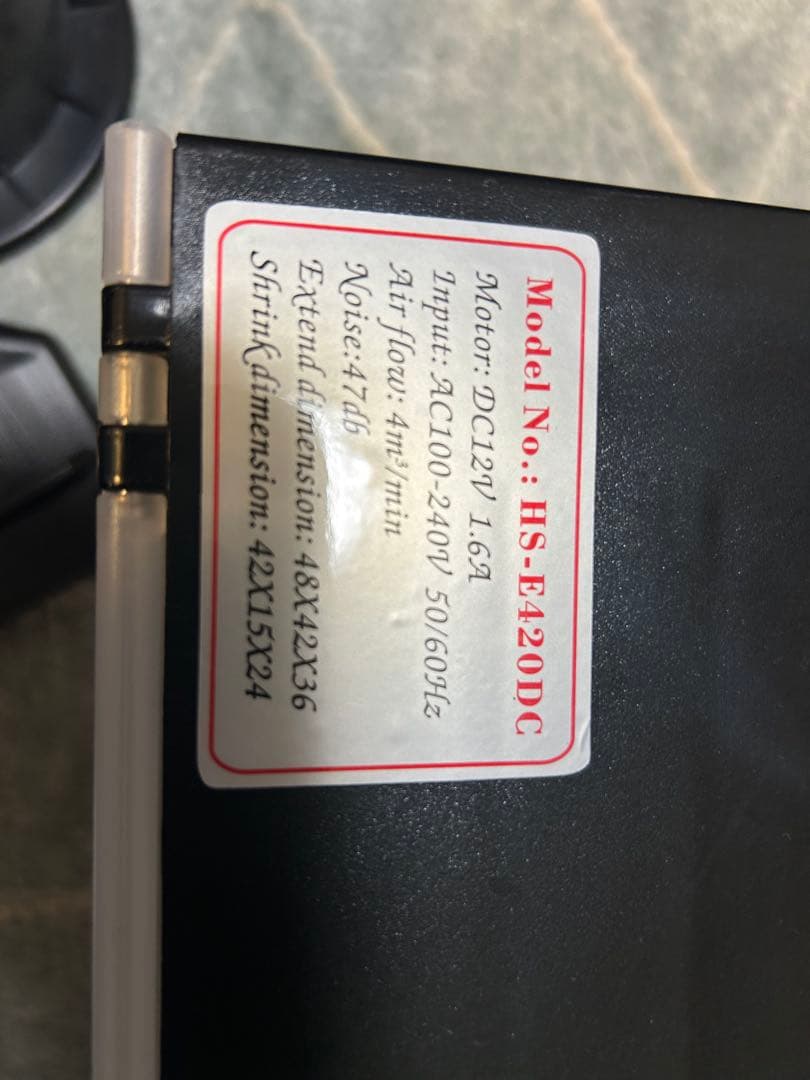 Model No.: HS-E420DC
Motor: DC12V 1.6A
Input: AC100-240V 50/60Hz
Air flow: 4m³/min
Noise:47db
Extend dimension: 48X42X36
Shrink dimension: 42X15X24